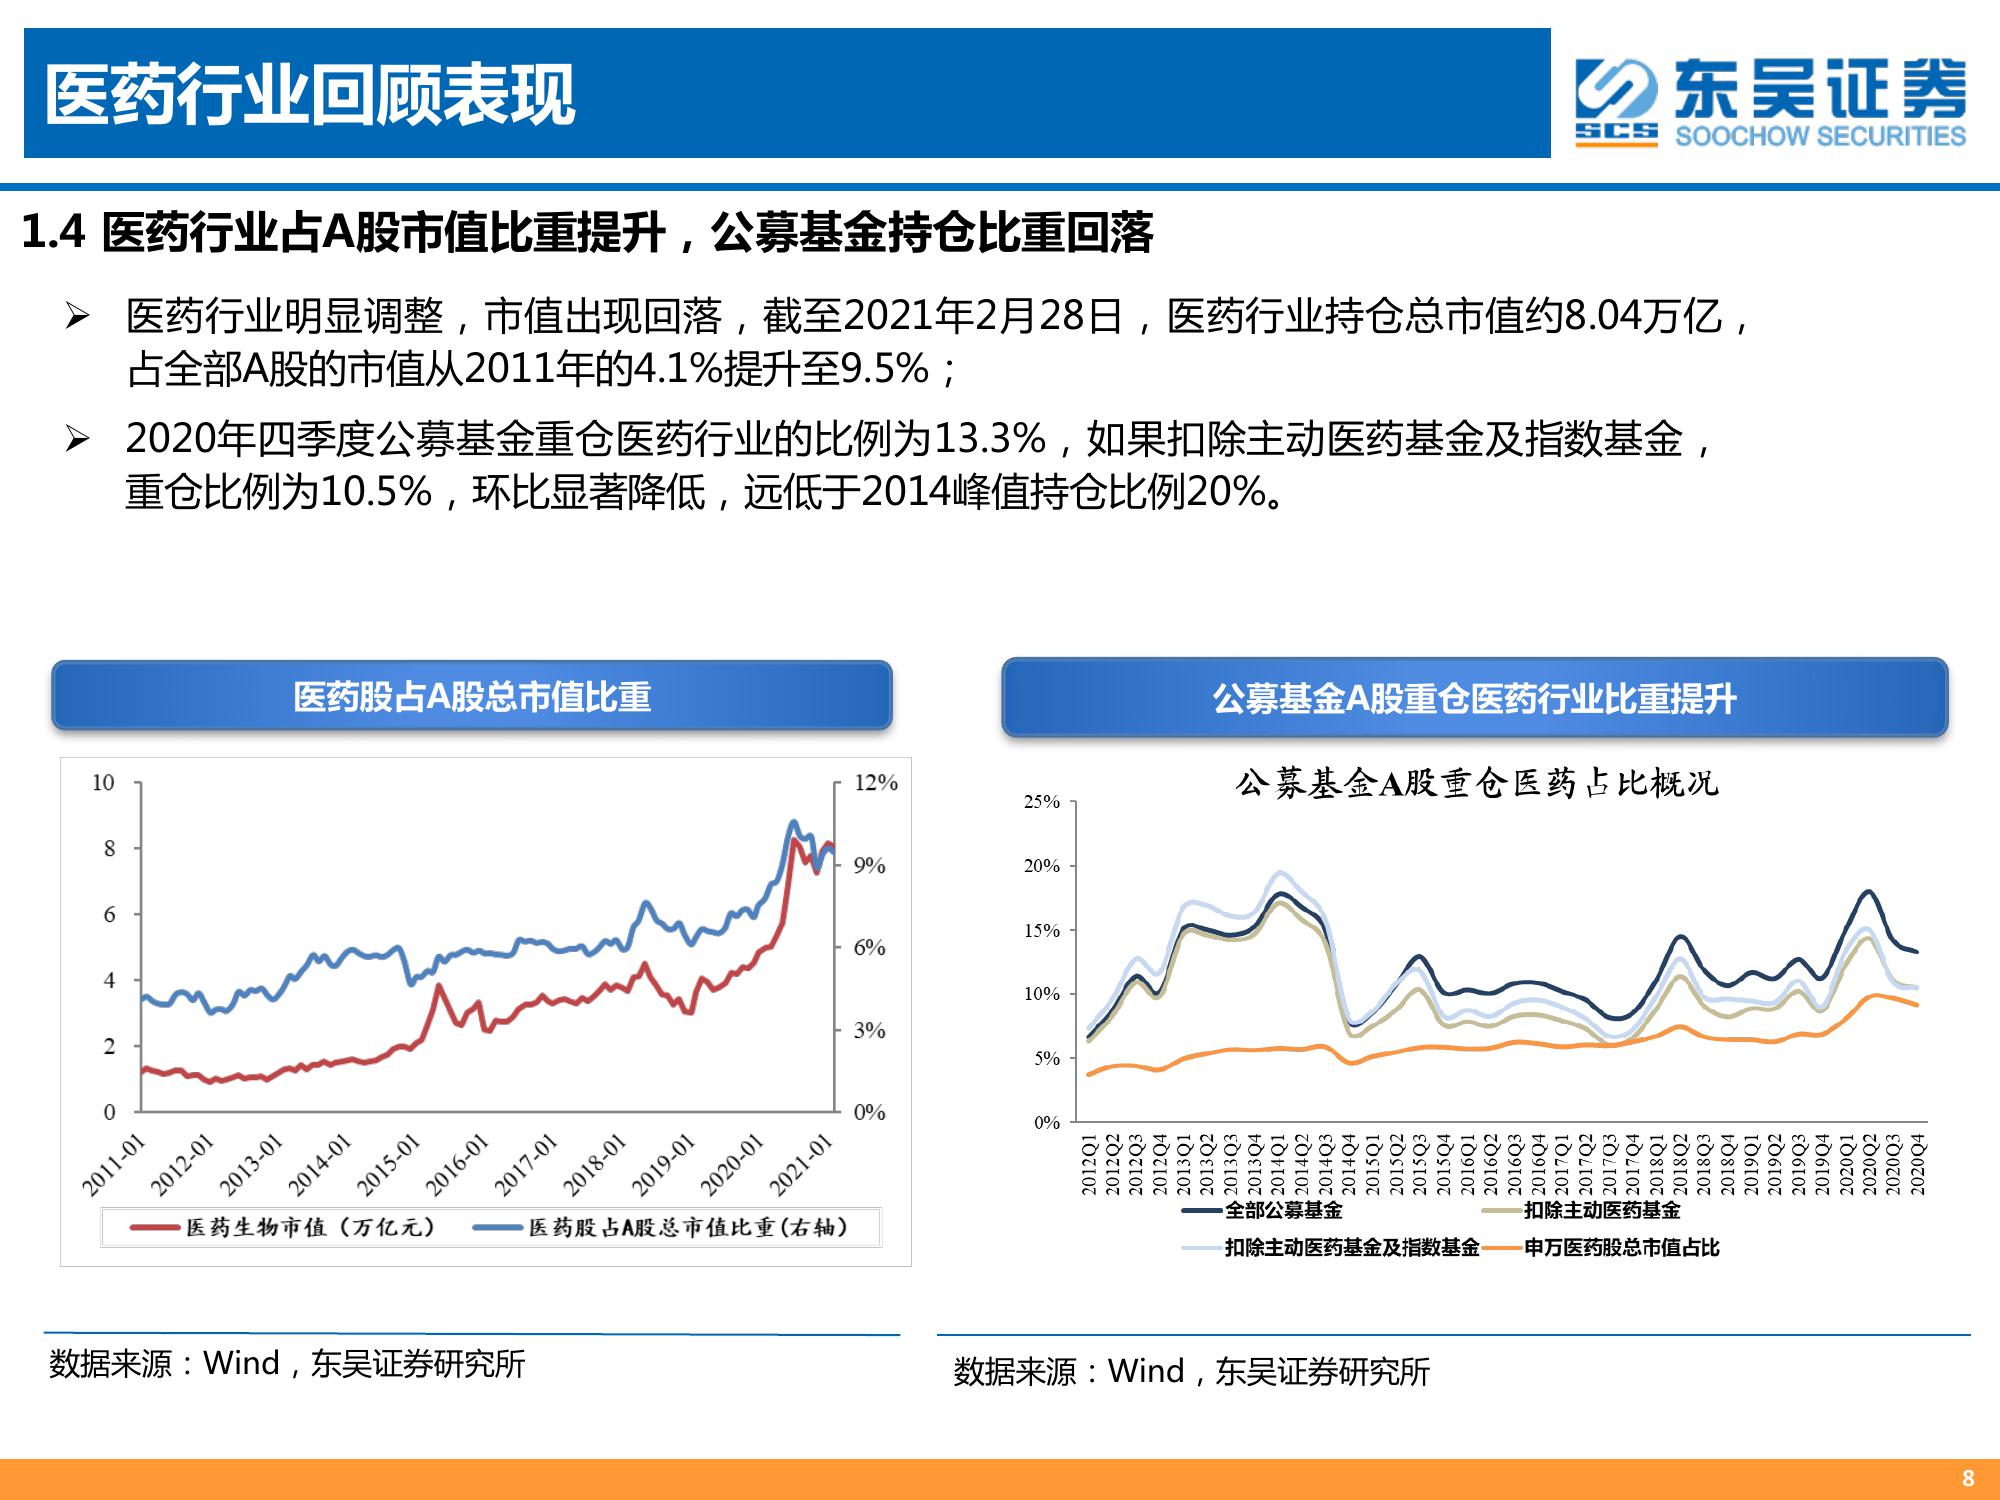 医药行业回顾表现
SCS
东吴证券
SOOCHOW SECURITIES
1.4 医药行业占A股市值比重提升，公募基金持仓比重回落
医药行业明显调整，市值出现回落，截至2021年2月28日，医药行业持仓总市值约8.04万亿，
占全部A股的市值从2011年的4.1%提升至9.5%；
2020年四季度公募基金重仓医药行业的比例为13.3%，如果扣除主动医药基金及指数基金，
重仓比例为10.5%，环比显著降低，远低于2014峰值持仓比例20%。
医药股占A股总市值比重
10
8
6
4
2
0
12%
9%
6%
3%
0%
2011-01
2012-01
2013-01
2014-01
2015-01
2016-01
2017-01
2018-01
2019-01
2020-01
2021-01
医药生物市值（万亿元）
医药股占A股总市值比重(右轴)
数据来源：Wind，东吴证券研究所
公募基金A股重仓医药行业比重提升
公募基金A股重仓医药占比概况
25%
20%
15%
10%
5%
0%
2012Q1
2012Q2
2012Q3
2012Q4
2013Q1
2013Q2
2013Q3
2013Q4
2014Q1
2014Q2
2014Q3
2014Q4
2015Q1
2015Q2
2015Q3
2015Q4
2016Q1
2016Q2
2016Q3
2016Q4
2017Q1
2017Q2
2017Q3
2017Q4
2018Q1
2018Q2
2018Q3
2018Q4
2019Q1
2019Q2
2019Q3
2019Q4
2020Q1
2020Q2
2020Q3
2020Q4
全部公募基金
扣除主动医药基金
扣除主动医药基金及指数基金
申万医药股总市值占比
数据来源：Wind，东吴证券研究所
8